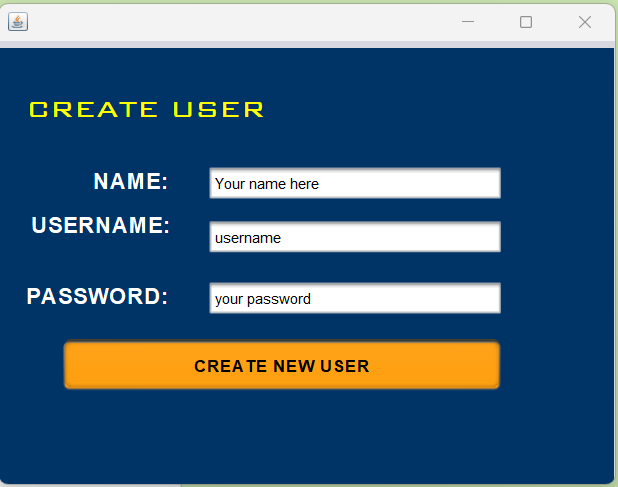 CREATE USER
NAME:
Your name here
USERNAME:
username
PASSWORD:
your password
CREATE NEW USER